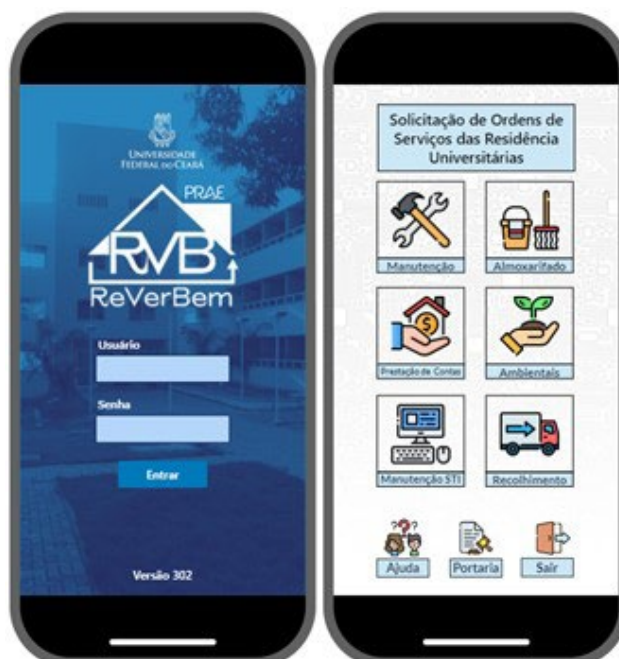 UNIVERSIDADE
FEDERAL DO CEARÁ
PRAE
RVB
ReVerBem
Usuário
Senha
Entrar
Versão 302
Solicitação de Ordens de
Serviços das Residência
Universitárias
Manutenção
Almoxarifado
Prestação de Contas
Ambientais
Manutenção STI
Recolhimento
Ajuda
Portaria
Sair